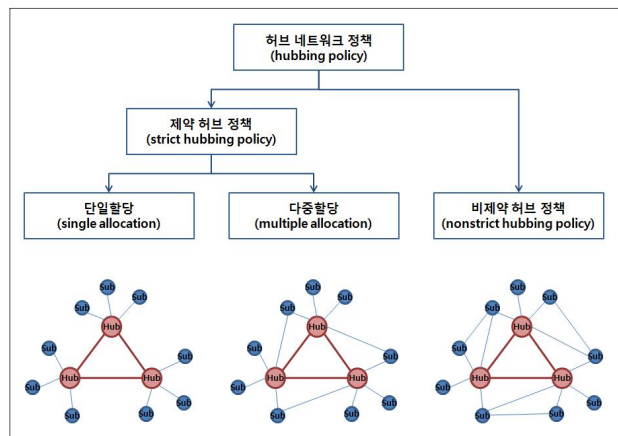 허브 네트워크 정책
(hubbing policy)
제약 허브 정책
(strict hubbing policy)
단일할당
(single allocation)
다중할당
(multiple allocation)
비제약 허브 정책
(nonstrict hubbing policy)
Sub
Sub
Sub
Hub
Sub
Sub
Hub
Hub
Sub
Sub
Sub
Sub
Sub
Sub
Sub
Hub
Sub
Sub
Hub
Hub
Sub
Sub
Sub
Sub
Sub
Sub
Sub
Hub
Sub
Sub
Hub
Hub
Sub
Sub
Sub
Sub